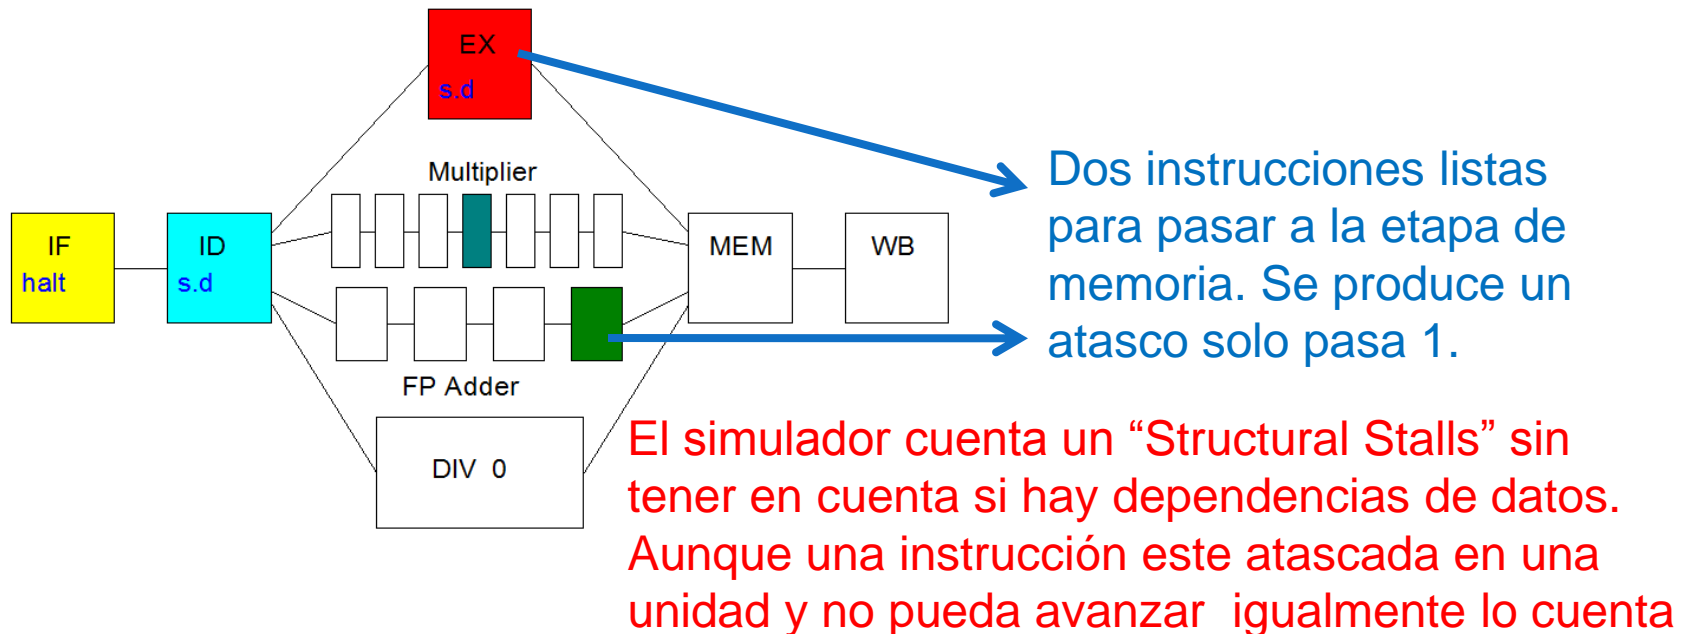 EX
s.d
Multiplier
IF
halt
ID
s.d
MEM
WB
FP Adder
DIV 0
Dos instrucciones listas
para pasar a la etapa de
memoria. Se produce un
atasco solo pasa 1.
El simulador cuenta un “Structural Stalls” sin
tener en cuenta si hay dependencias de datos.
Aunque una instrucción este atascada en una
unidad y no pueda avanzar igualmente lo cuenta